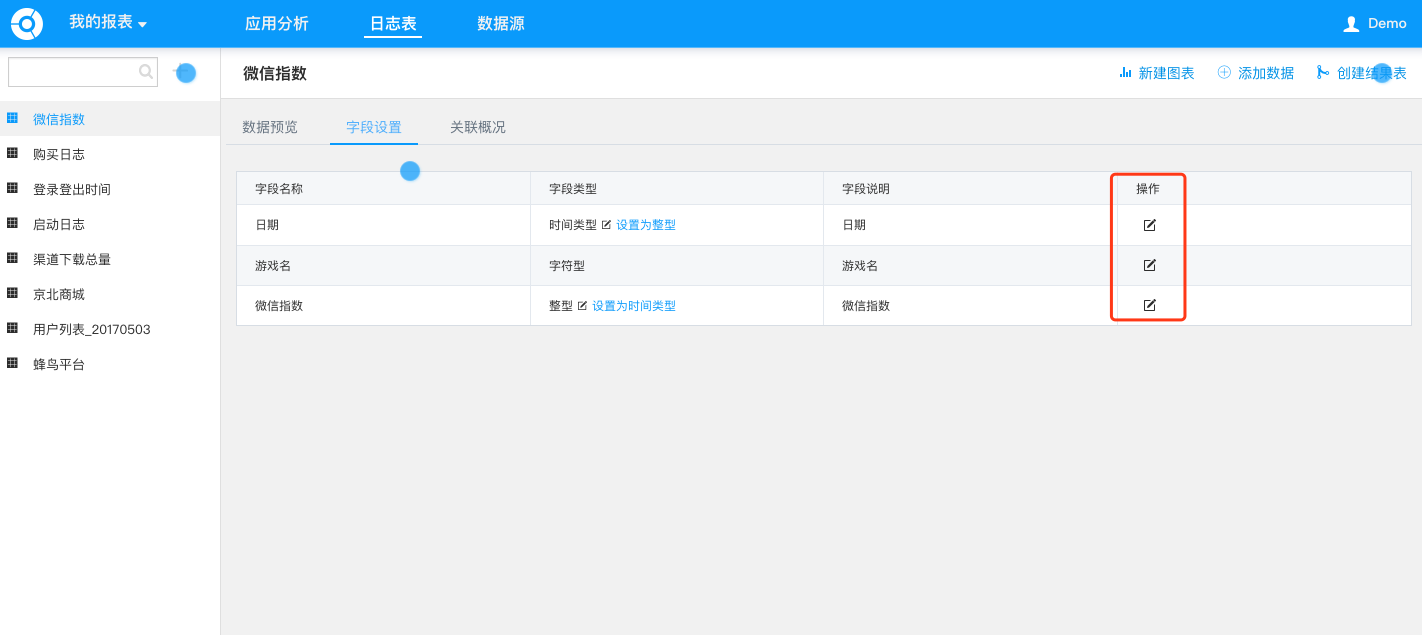 我的报表
应用分析 日志表 数据源
Demo
微信指数
购买日志
登录登出时间
启动日志
渠道下载总量
京北商城
用户列表_20170503
蜂鸟平台
微信指数
新建图表 添加数据 创建结果表
数据预览 字段设置 关联概况
字段名称 字段类型 字段说明 操作
日期 时间类型 设置为整型 日期
游戏名 字符型 游戏名
微信指数 整型 设置为时间类型 微信指数